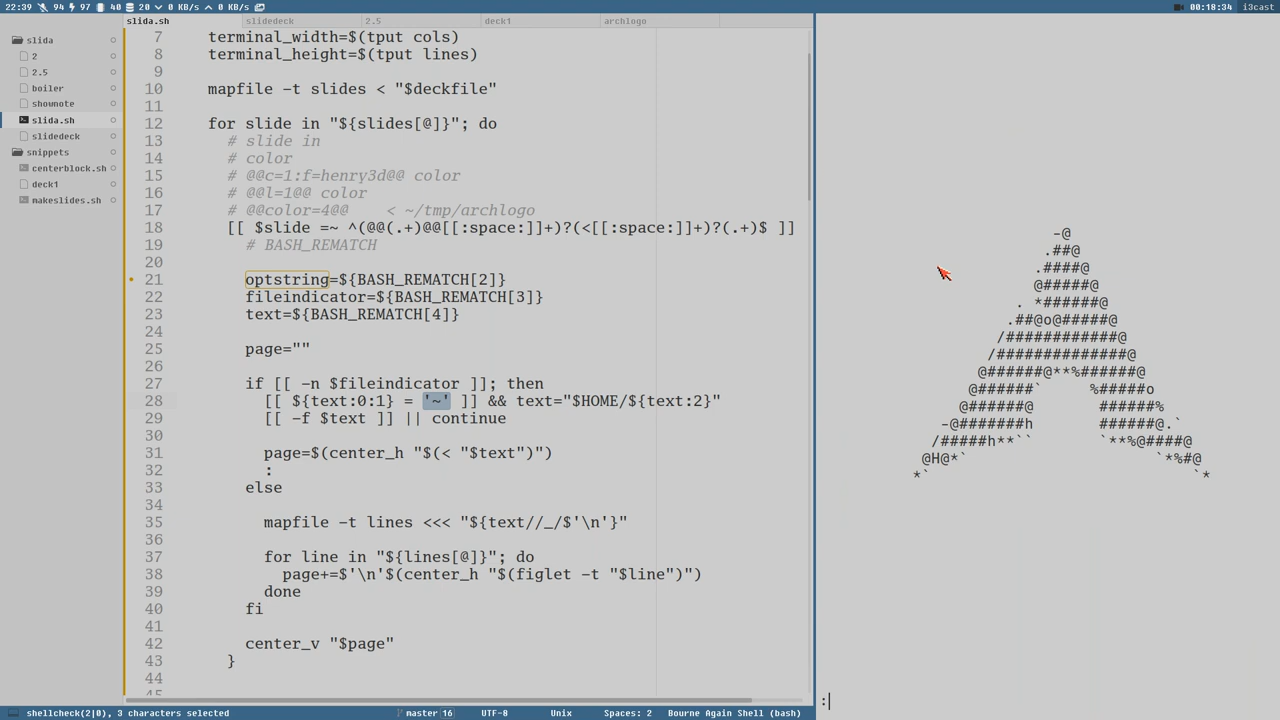 22:39 94 97 40 20 0 KB/s 0 KB/s
00:18:34 i3cast
slida.sh slidedeck 2.5 deck1 archlogo
slida
2
2.5
boiler
shownote
slida.sh
slidedeck
snippets
centerblock.sh
deck1
makeslides.sh
7 terminal_width=$(tput cols)
8 terminal_height=$(tput lines)
9
10 mapfile -t slides < "$deckfile"
11
12 for slide in "${slides[@]}"; do
13 # slide in
14 # color
15 # @@c=1:f=henry3d@@ color
16 # @@l=1@@ color
17 # @@color=4@@    < ~/tmp/archlogo
18 [[ $slide =~ ^(@@(.+)@@[[:space:]]+)?(<[[:space:]]+)?(.+)$ ]]
19 # BASH_REMATCH
20
21 optstring=${BASH_REMATCH[2]}
22 fileindicator=${BASH_REMATCH[3]}
23 text=${BASH_REMATCH[4]}
24
25 page=""
26
27 if [[ -n $fileindicator ]]; then
28 [[ ${text:0:1} = '~' ]] && text="$HOME/${text:2}"
29 [[ -f $text ]] || continue
30
31 page=$(center_h "$(< "$text")")
32 :
33 else
34
35 mapfile -t lines <<< "${text//_/$'\n'}"
36
37 for line in "${lines[@]}"; do
38 page+=$'\n'$(center_h "$(figlet -t "$line")")
39 done
40 fi
41
42 center_v "$page"
43 }
44
-@
.##@
.####@
@#####@
. *######@
.##@o@#####@
/############@
/##############@
@######@**%######@
@######` %#####o
@######@ ######%
-@#######h ######@.`
/#####h**`` `**%@####@
@H@*` `*%#@
*` `*
:
shellcheck(2|0), 3 characters selected
master 16 UTF-8 Unix Spaces: 2 Bourne Again Shell (bash)